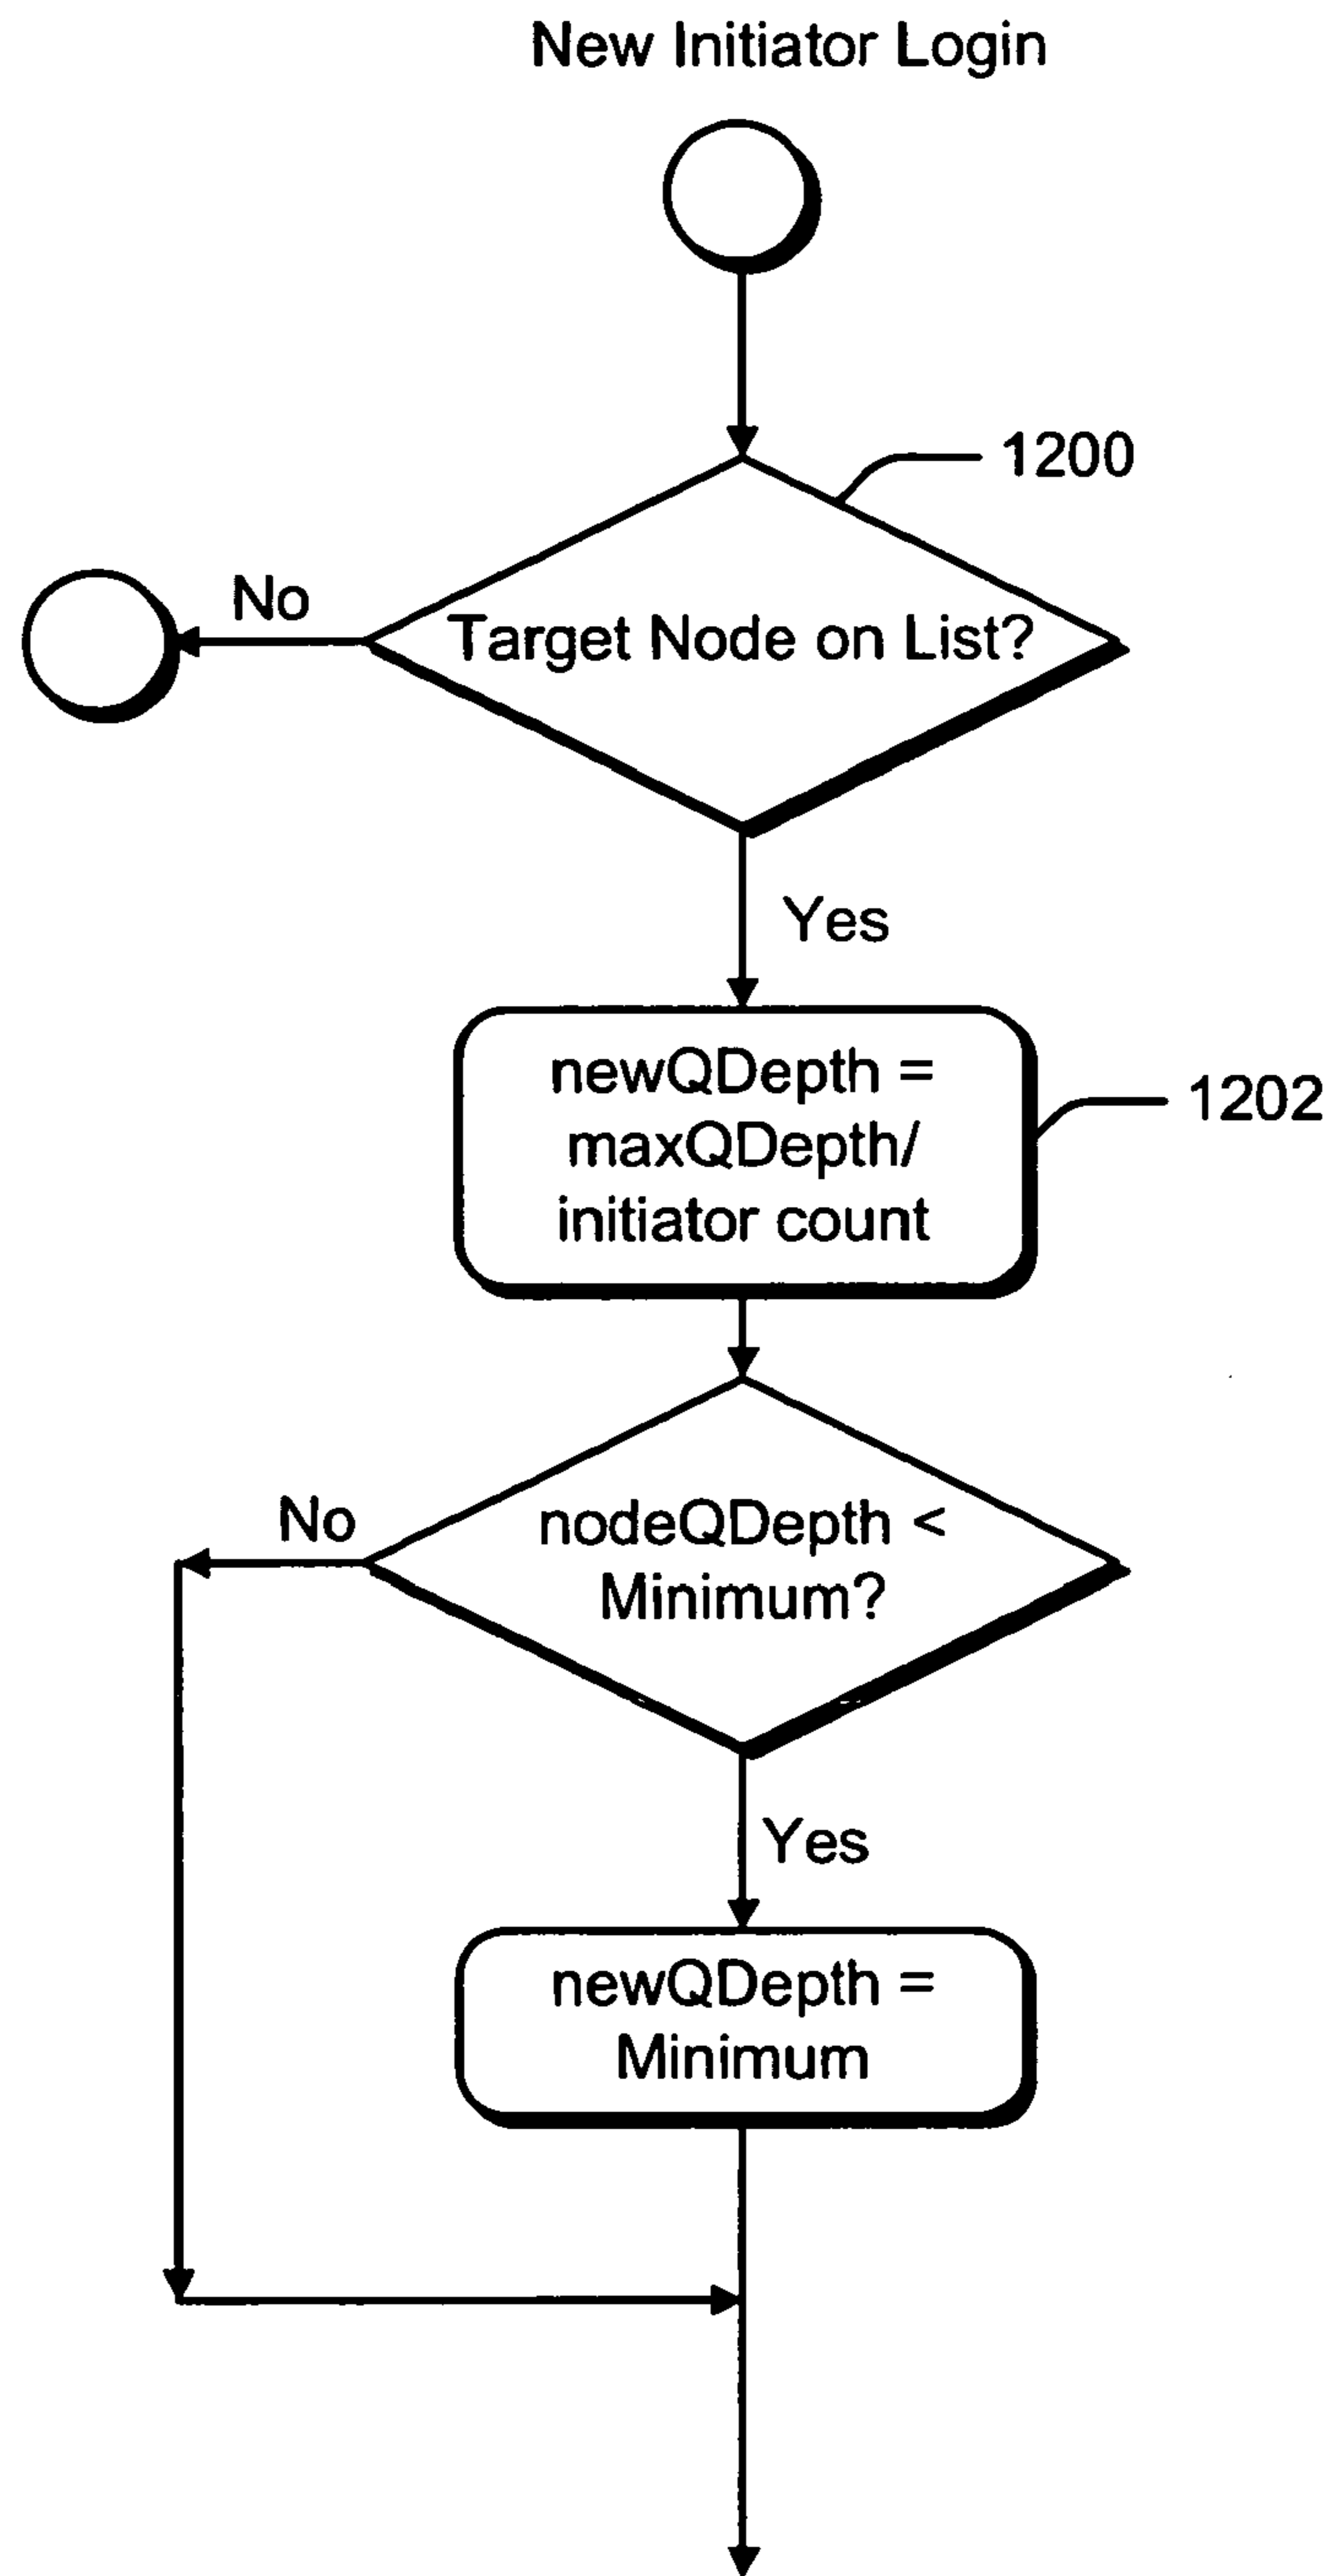 New Initiator Login
1200
No
Target Node on List?
Yes
newQDepth =
maxQDepth/
initiator count
1202
No
nodeQDepth <
Minimum?
Yes
newQDepth =
Minimum